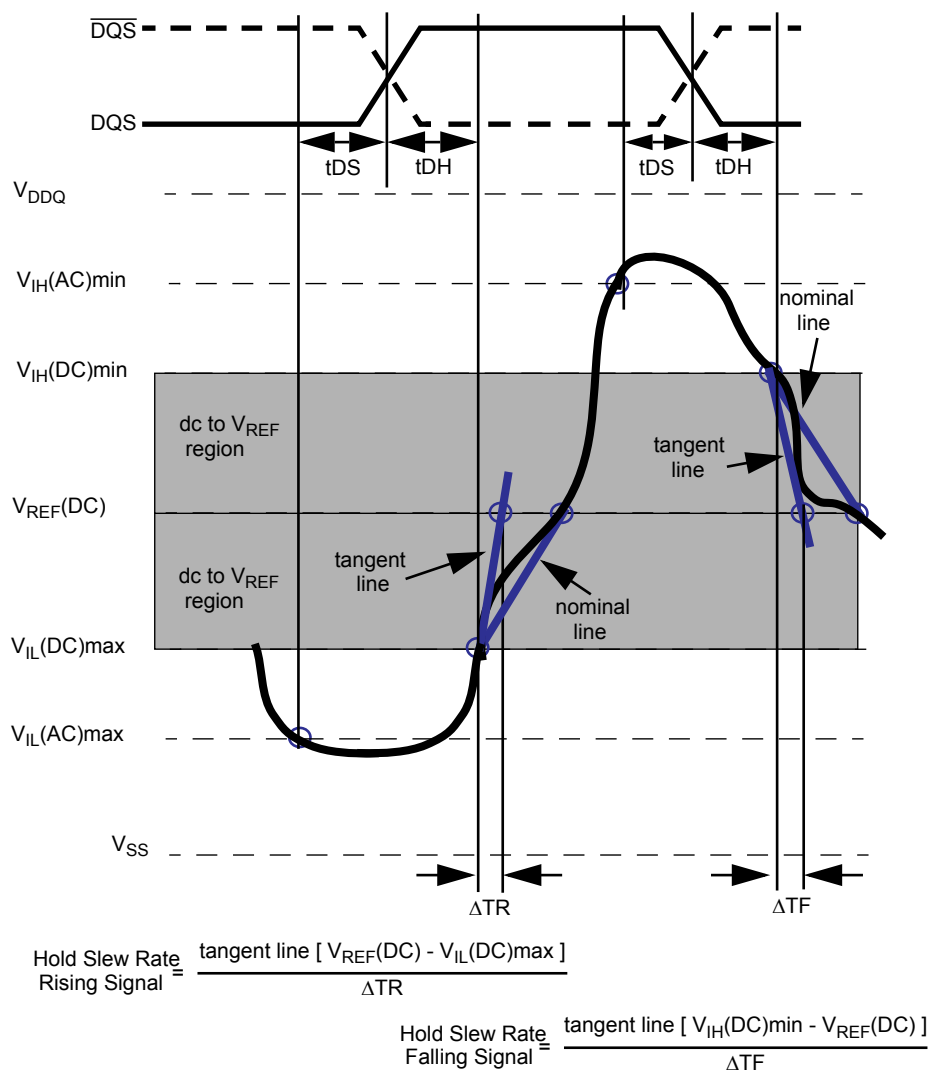 DQS
DQS
tDS
tDH
tDS
tDH
VDDQ
VIH(AC)min
nominal
line
VIH(DC)min
dc to VREF
region
tangent
line
VREF(DC)
tangent
line
dc to VREF
region
nominal
line
VIL(DC)max
VIL(AC)max
VSS
ΔTR
ΔTF
Hold Slew Rate
Rising Signal
=
tangent line [ VREF(DC) - VIL(DC)max ]
ΔTR
Hold Slew Rate
Falling Signal
=
tangent line [ VIH(DC)min - VREF(DC) ]
ΔTF